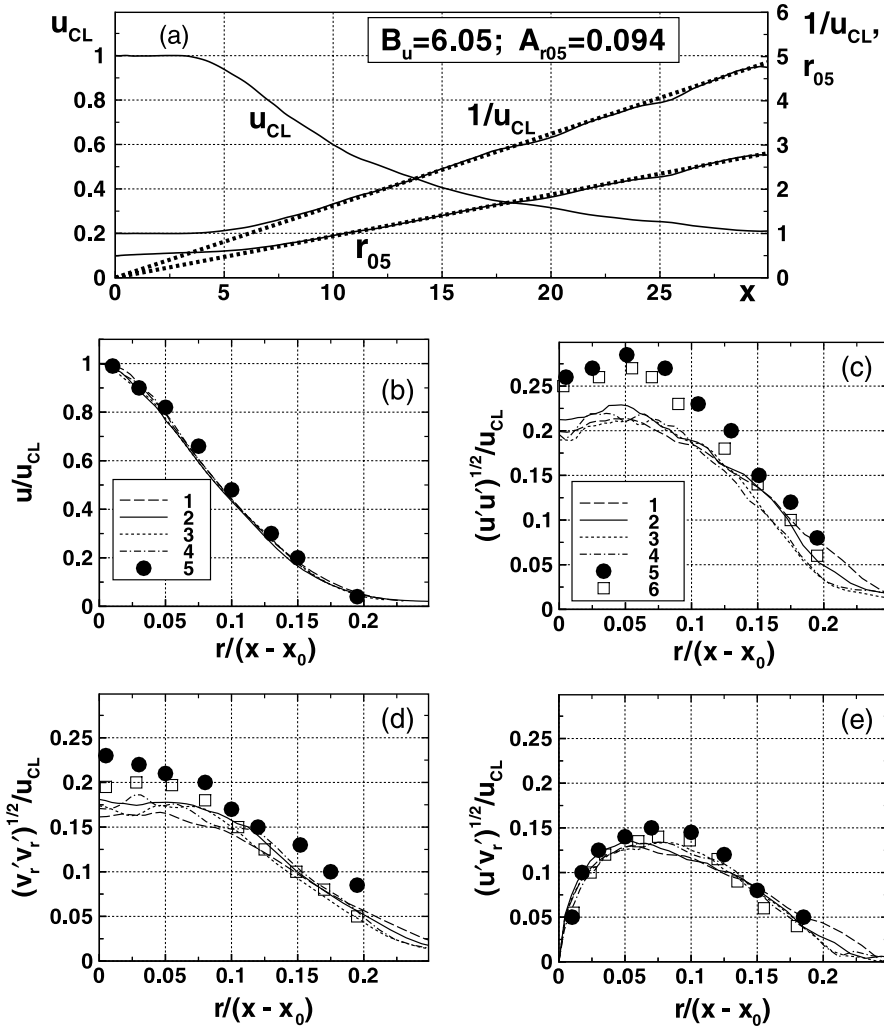 u_CL (a) B_u=6.05; A_r05=0.094 6
1 1/u_CL, 5
r_05
0.8 u_CL 1/u_CL 4
0.6 3
0.4 2
0.2 r_05 1
0 0
0 5 10 15 20 25 x
(b)
u/u_CL
1
0.8
0.6
0.4
0.2
0
1
2
3
4
5
0 0.05 0.1 0.15 0.2
r/(x - x_0)
(c)
(u′u′)^1/2/u_CL
0.25
0.2
0.15
0.1
0.05
0
1
2
3
4
5
6
0 0.05 0.1 0.15 0.2
r/(x - x_0)
(d)
(v_r′v_r′)^1/2/u_CL
0.25
0.2
0.15
0.1
0.05
0
0 0.05 0.1 0.15 0.2
r/(x - x_0)
(e)
(u′v_r′)^1/2/u_CL
0.25
0.2
0.15
0.1
0.05
0
0 0.05 0.1 0.15 0.2
r/(x - x_0)